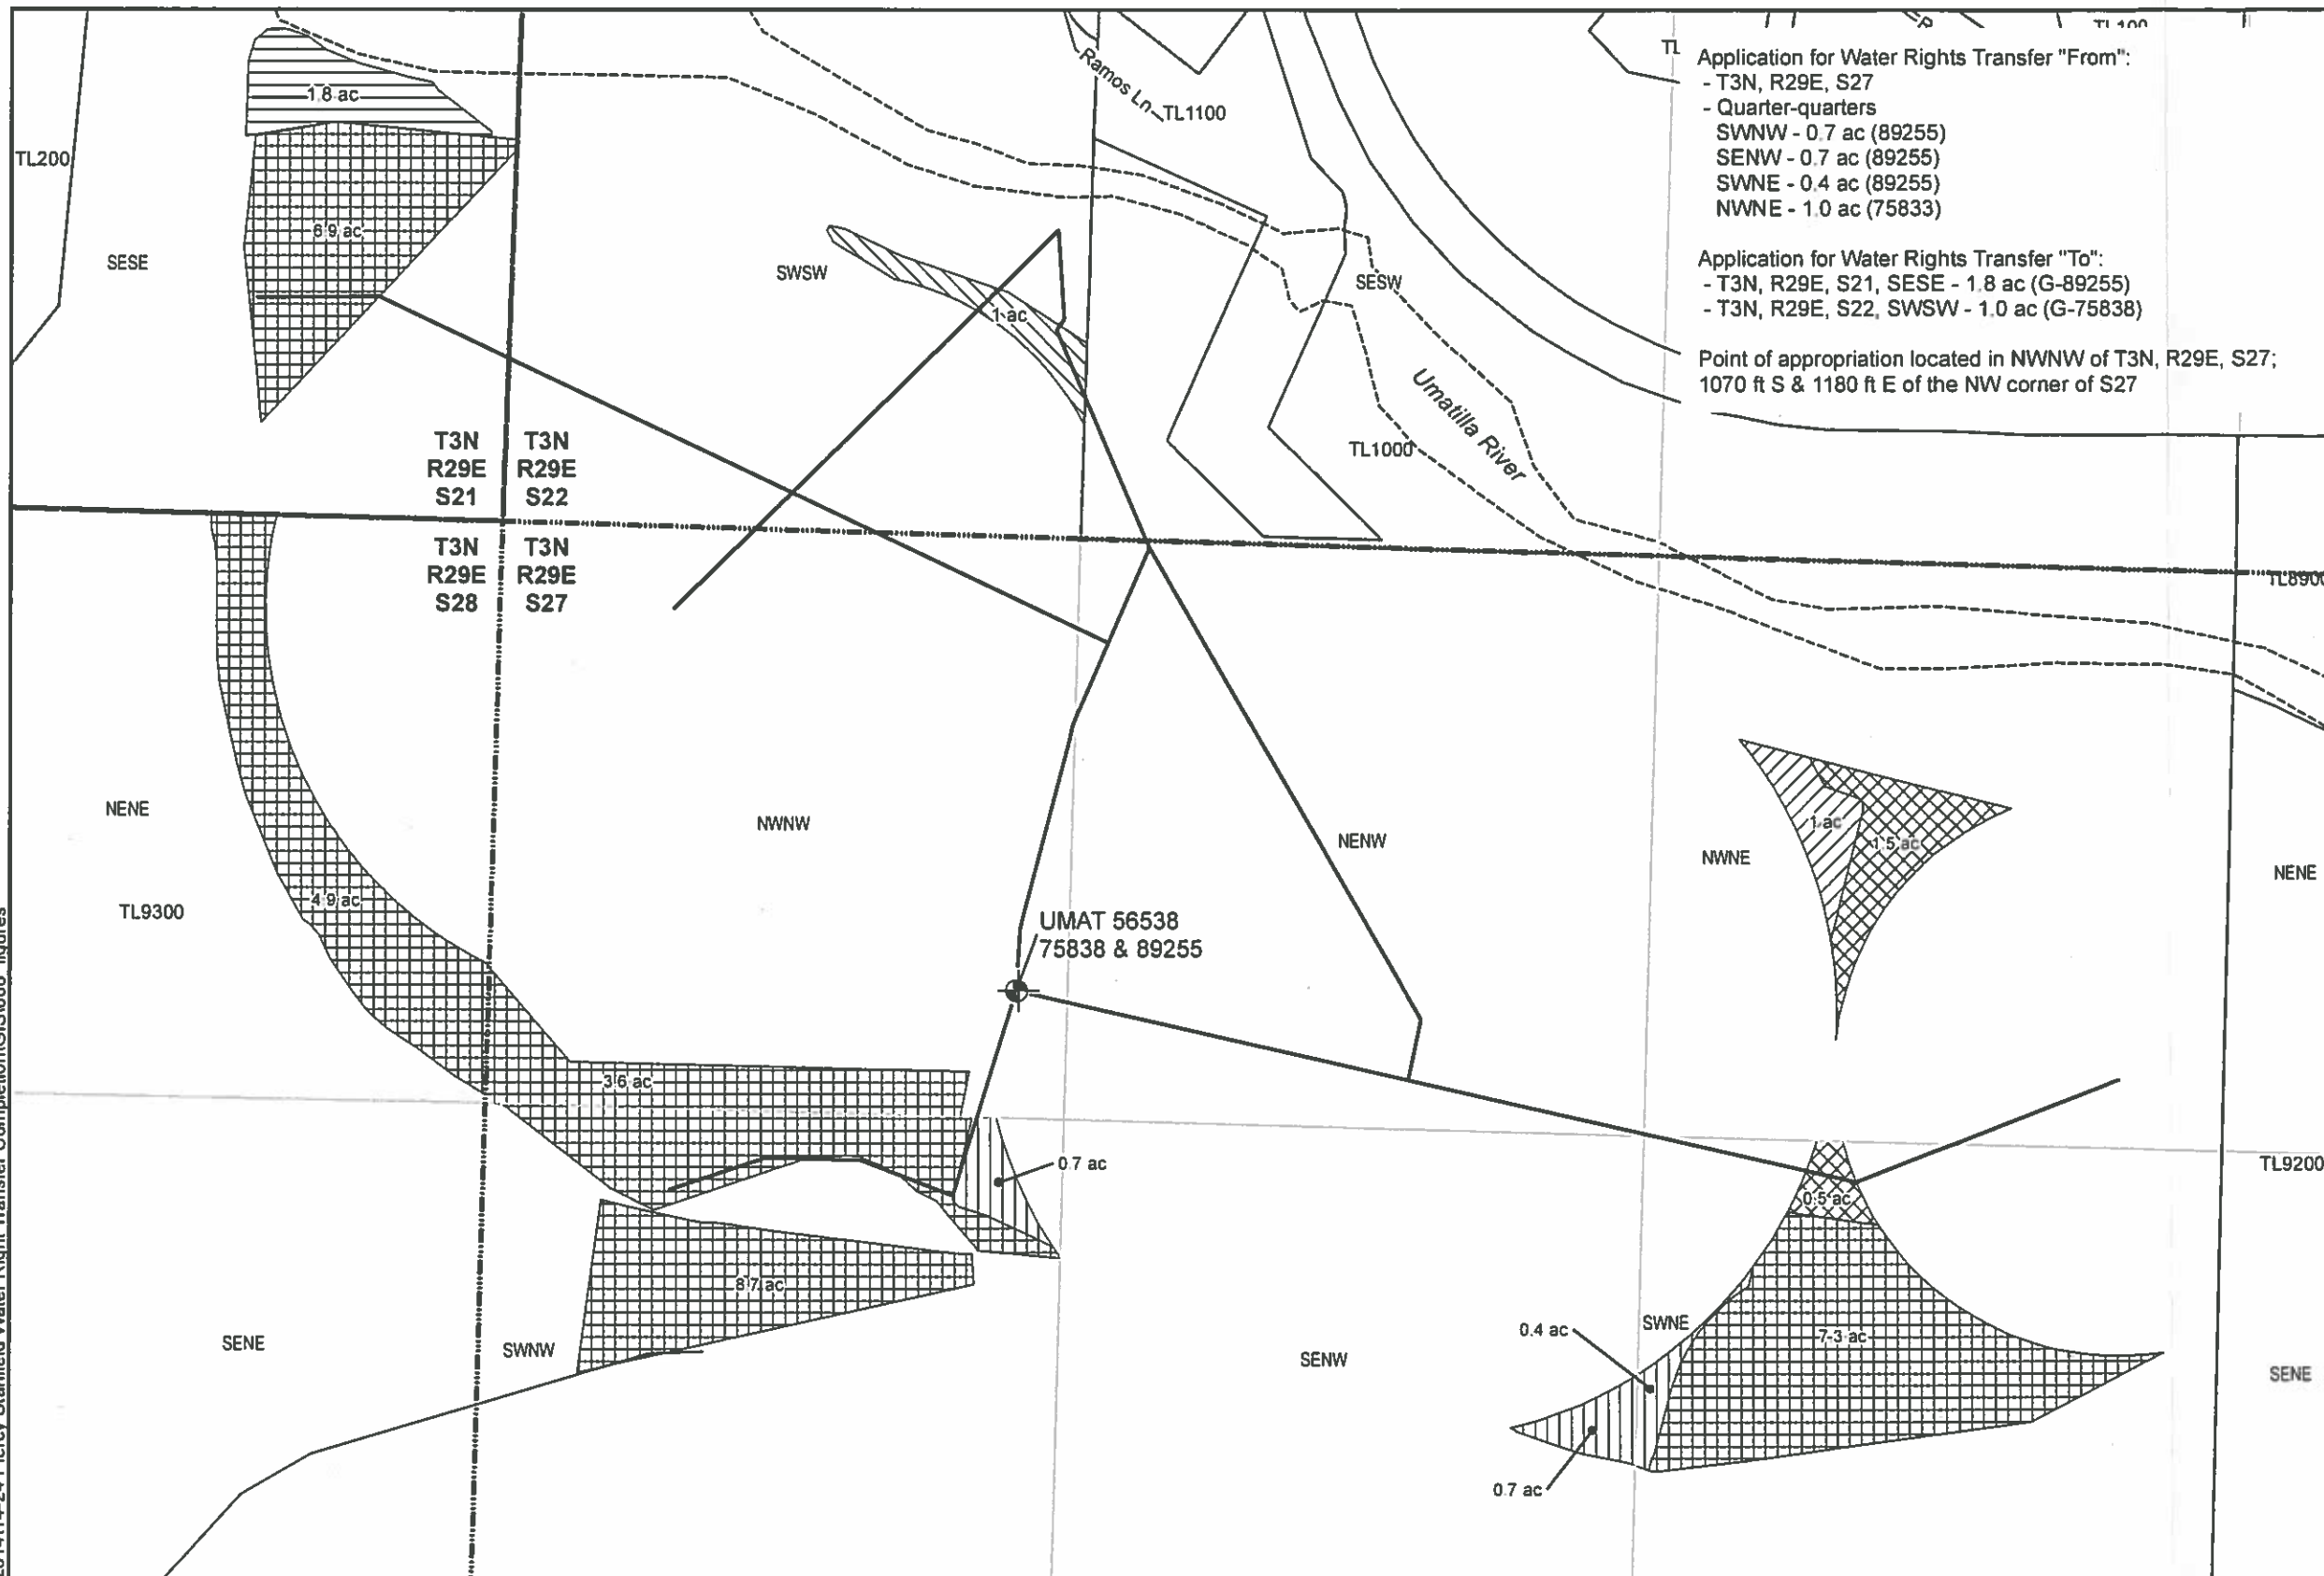 TL100
TL
Application for Water Rights Transfer "From":
- T3N, R29E, S27
- Quarter-quarters
SWNW - 0.7 ac (89255)
SENW - 0.7 ac (89255)
SWNE - 0.4 ac (89255)
NWNE - 1.0 ac (75833)
Application for Water Rights Transfer "To":
- T3N, R29E, S21, SESE - 1.8 ac (G-89255)
- T3N, R29E, S22, SWSW - 1.0 ac (G-75838)
Point of appropriation located in NWNW of T3N, R29E, S27;
1070 ft S & 1180 ft E of the NW corner of S27
Ramos Ln
TL1100
1.8 ac
TL200
6.9 ac
SESE
SWSW
SESW
1 ac
Umatilla River
TL1000
T3N
R29E
S21
T3N
R29E
S22
T3N
R29E
S28
T3N
R29E
S27
TL8900
NENE
NWNW
NENW
NWNE
1 ac
1.5 ac
NENE
4.9 ac
TL9300
UMAT 56538
75838 & 89255
3.6 ac
0.7 ac
TL9200
0.5 ac
8.7 ac
SENE
SWNW
SENW
0.4 ac
SWNE
7.3 ac
SENE
0.7 ac